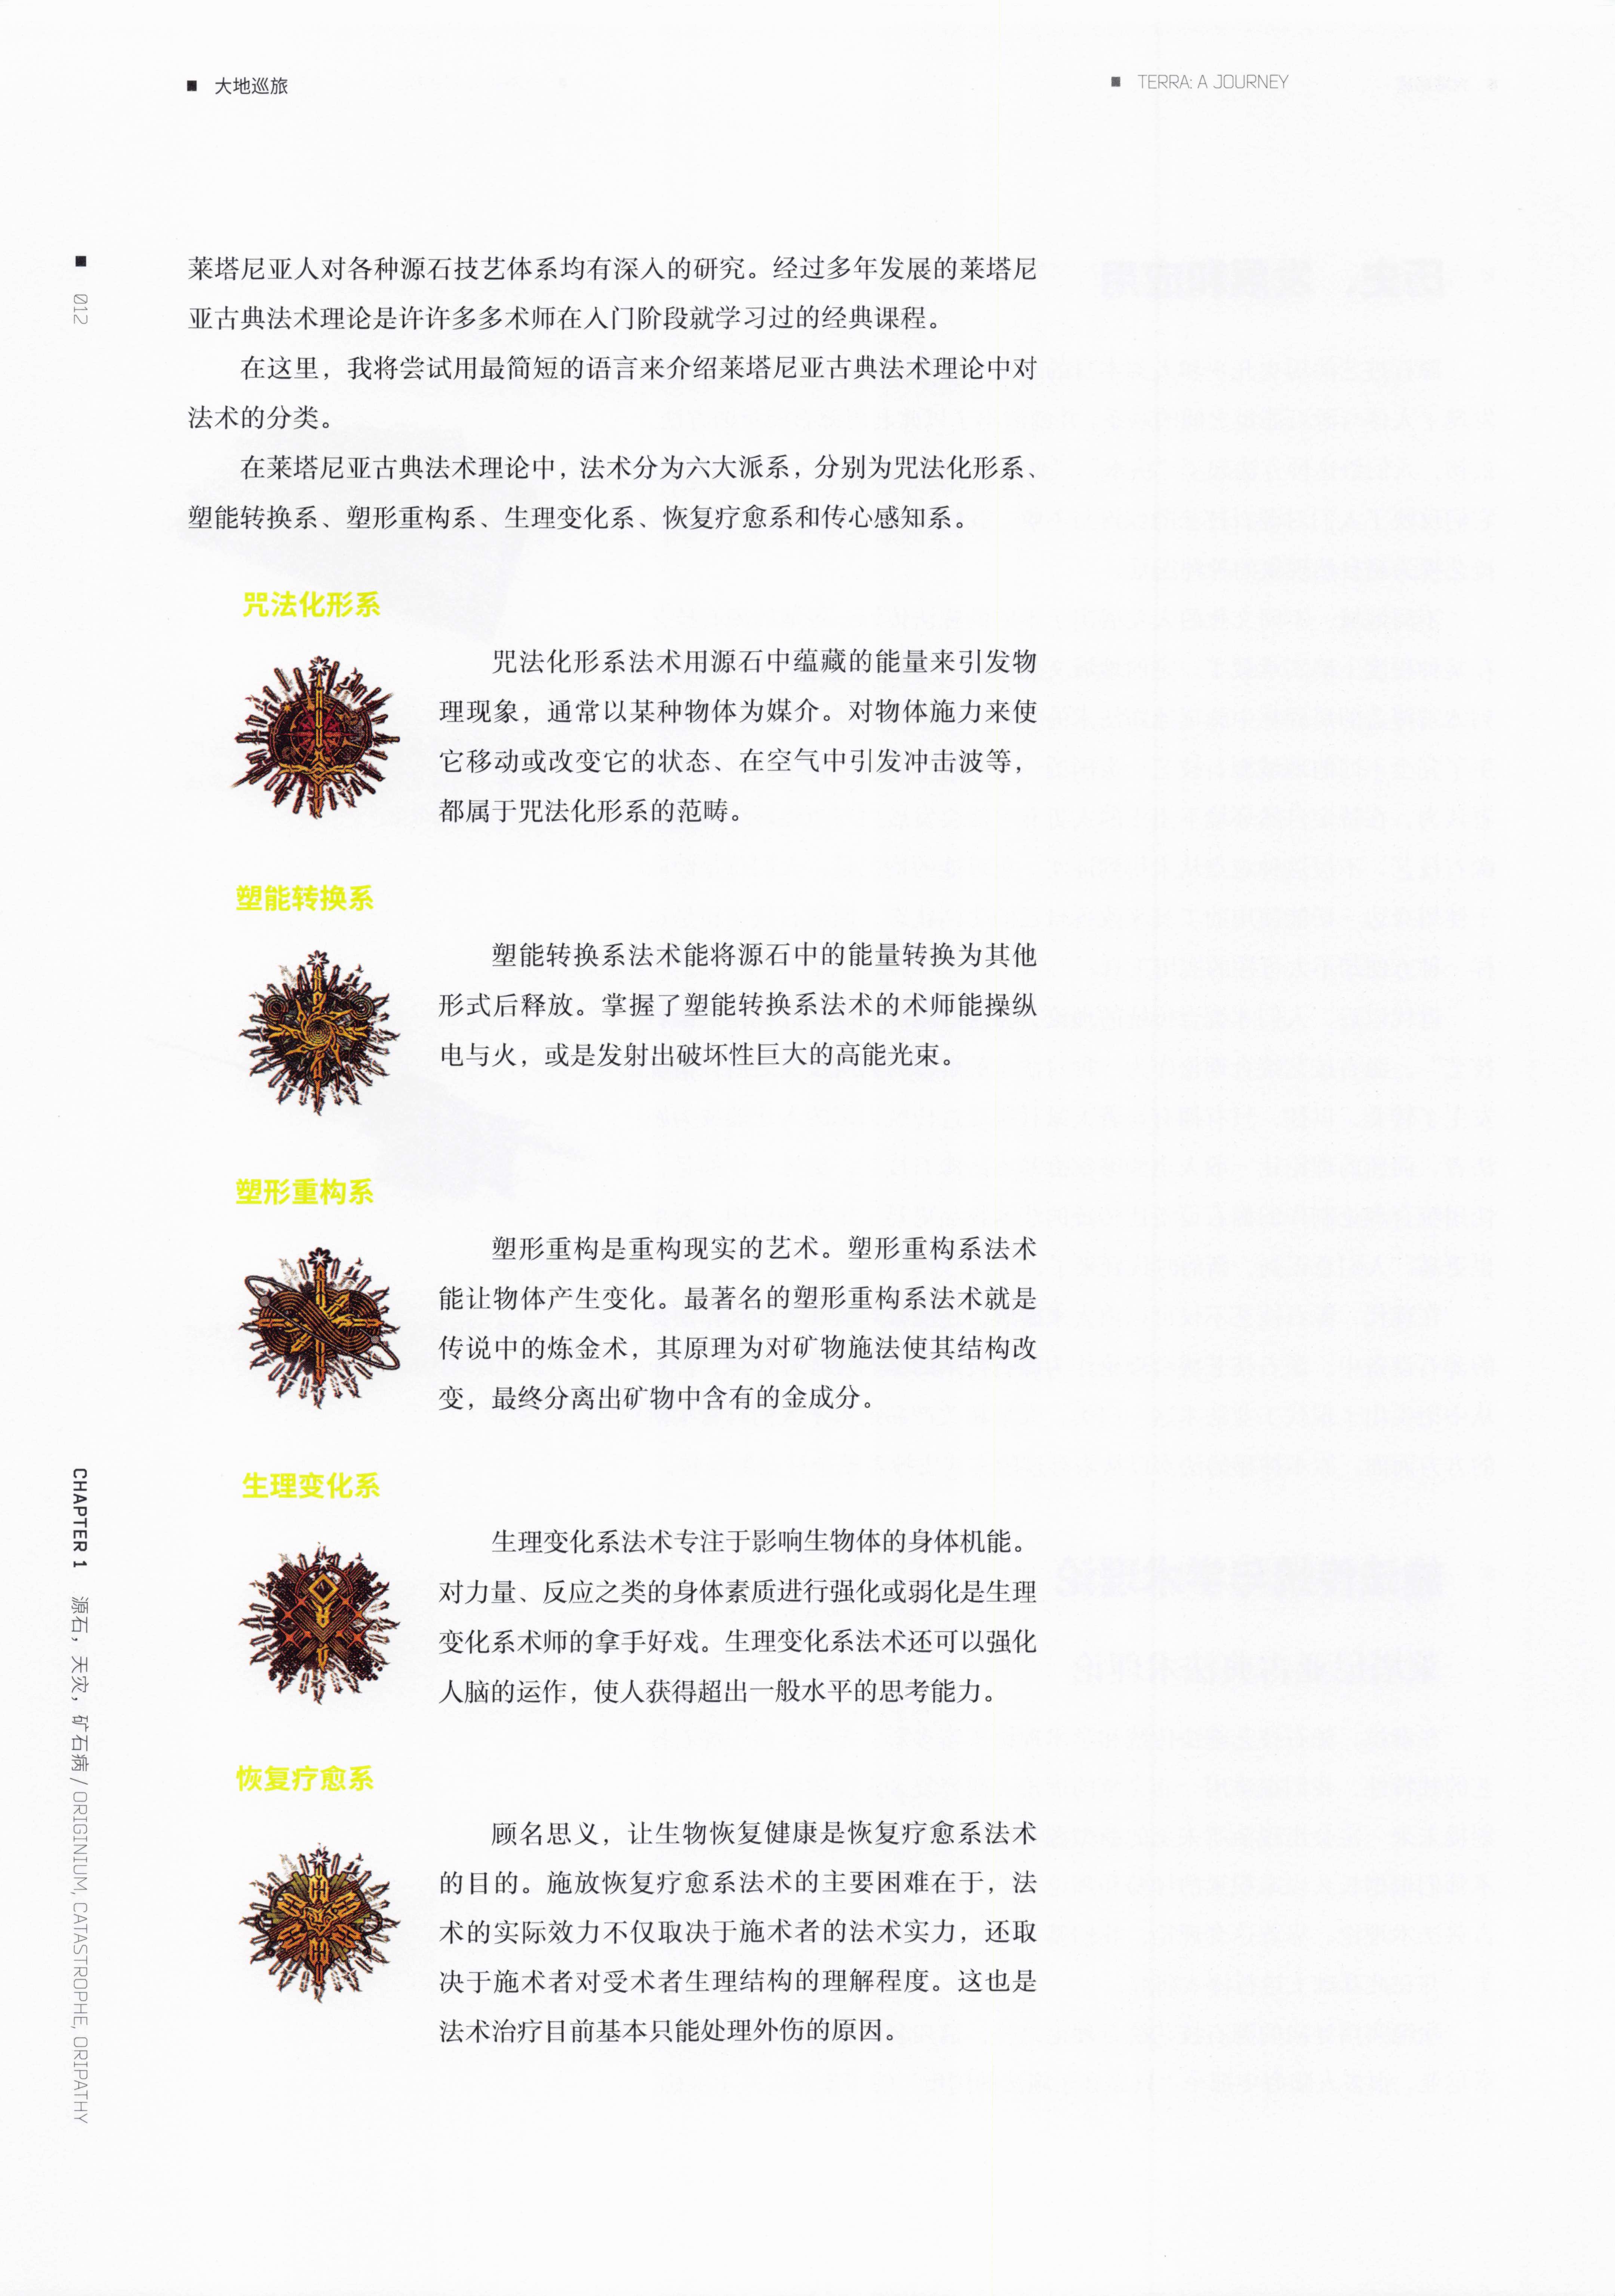 大地巡旅
TERRA: A JOURNEY
012
莱塔尼亚人对各种源石技艺体系均有深入的研究。经过多年发展的莱塔尼
亚古典法术理论是许许多多术师在入门阶段就学习过的经典课程。
在这里，我将尝试用最简短的语言来介绍莱塔尼亚古典法术理论中对
法术的分类。
在莱塔尼亚古典法术理论中，法术分为六大派系，分别为咒法化形系、
塑能转换系、塑形重构系、生理变化系、恢复疗愈系和传心感知系。
咒法化形系
咒法化形系法术用源石中蕴藏的能量来引发物
理现象，通常以某种物体为媒介。对物体施力来使
它移动或改变它的状态、在空气中引发冲击波等，
都属于咒法化形系的范畴。
塑能转换系
塑能转换系法术能将源石中的能量转换为其他
形式后释放。掌握了塑能转换系法术的术师能操纵
电与火，或是发射出破坏性巨大的高能光束。
塑形重构系
塑形重构是重构现实的艺术。塑形重构系法术
能让物体产生变化。最著名的塑形重构系法术就是
传说中的炼金术，其原理为对矿物施法使其结构改
变，最终分离出矿物中含有的金成分。
生理变化系
生理变化系法术专注于影响生物体的身体机能。
对力量、反应之类的身体素质进行强化或弱化是生理
变化系术师的拿手好戏。生理变化系法术还可以强化
人脑的运作，使人获得超出一般水平的思考能力。
恢复疗愈系
顾名思义，让生物恢复健康是恢复疗愈系法术
的目的。施放恢复疗愈系法术的主要困难在于，法
术的实际效力不仅取决于施术者的法术实力，还取
决于施术者对受术者生理结构的理解程度。这也是
法术治疗目前基本只能处理外伤的原因。
CHAPTER 1 源石，天灾，矿石病 / ORIGINIUM, CATASTROPHE, ORIPATHY